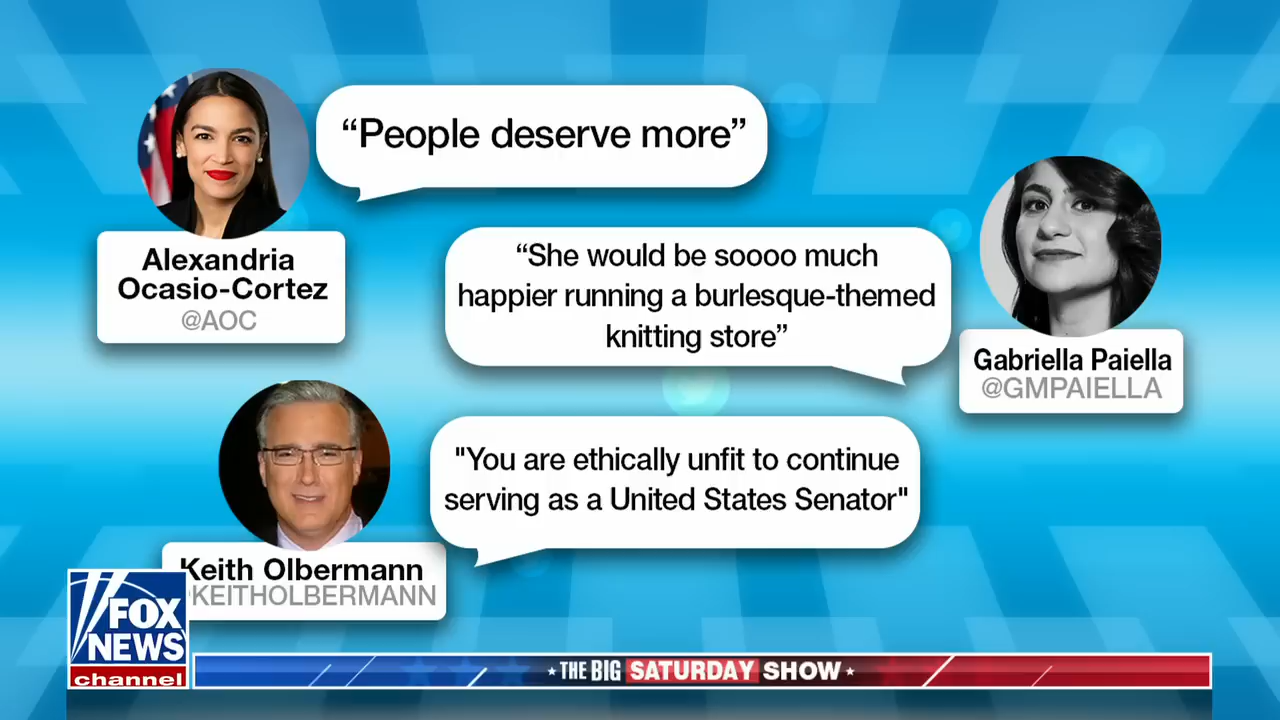 “People deserve more”
Alexandria
Ocasio-Cortez
@AOC
“She would be soooo much
happier running a burlesque-themed
knitting store”
Gabriella Paiella
@GMPAIELLA
"You are ethically unfit to continue
serving as a United States Senator"
Keith Olbermann
KEITHOLBERMANN
FOX
NEWS
channel
THE BIG SATURDAY SHOW